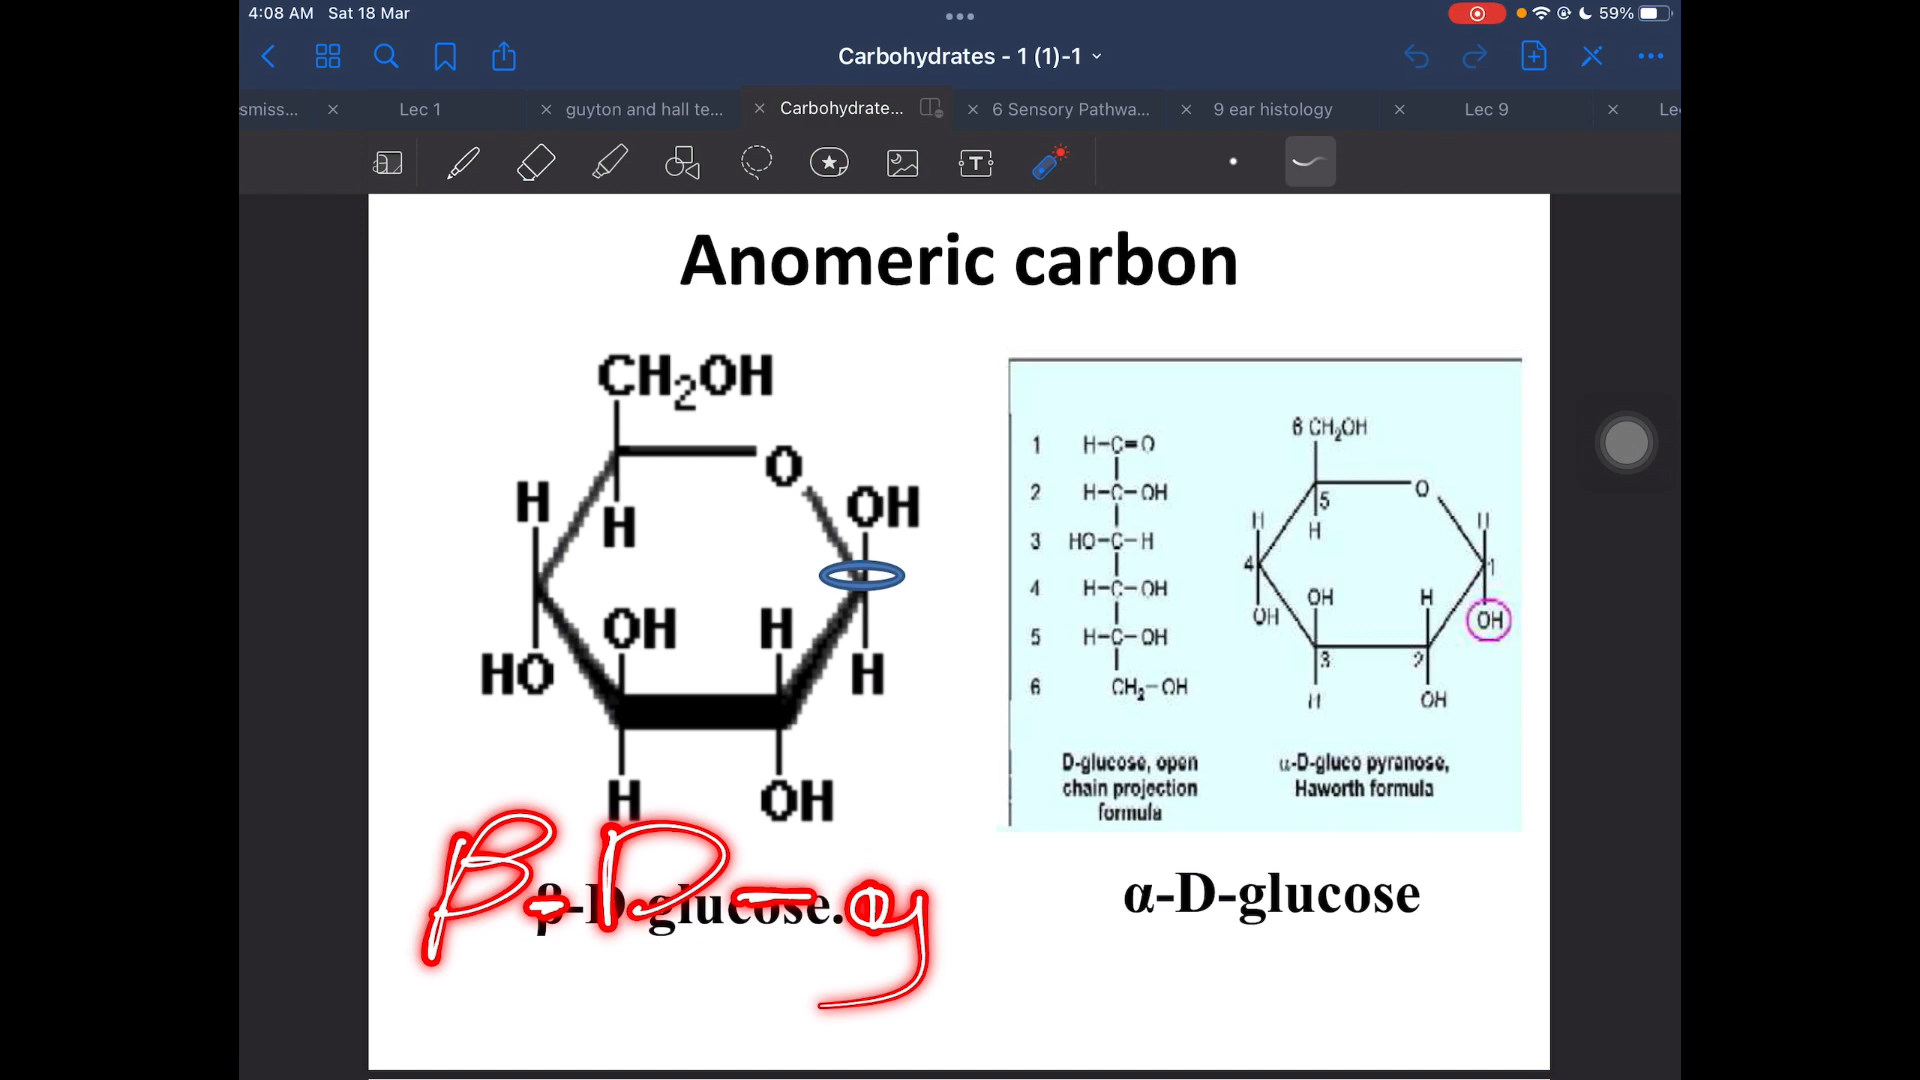 4:08 AM Sat 18 Mar
59%
Carbohydrates - 1 (1)-1
smiss... Lec 1 guyton and hall te... Carbohydrate... 6 Sensory Pathwa... 9 ear histology Lec 9 Le
T
Anomeric carbon
CH2OH
O
H
H
OH
OH
H
HO
H
H
OH
1 H-C=O
2 H-C-OH
3 HO-C-H
4 H-C-OH
5 H-C-OH
6 CH2-OH
6 CH2OH
5
O
H
H
H
4
1
OH
H
OH
OH
3
2
H
OH
D-glucose, open
chain projection
formula
α-D-gluco pyranose,
Haworth formula
β-D-glucose.
β-D-g
α-D-glucose